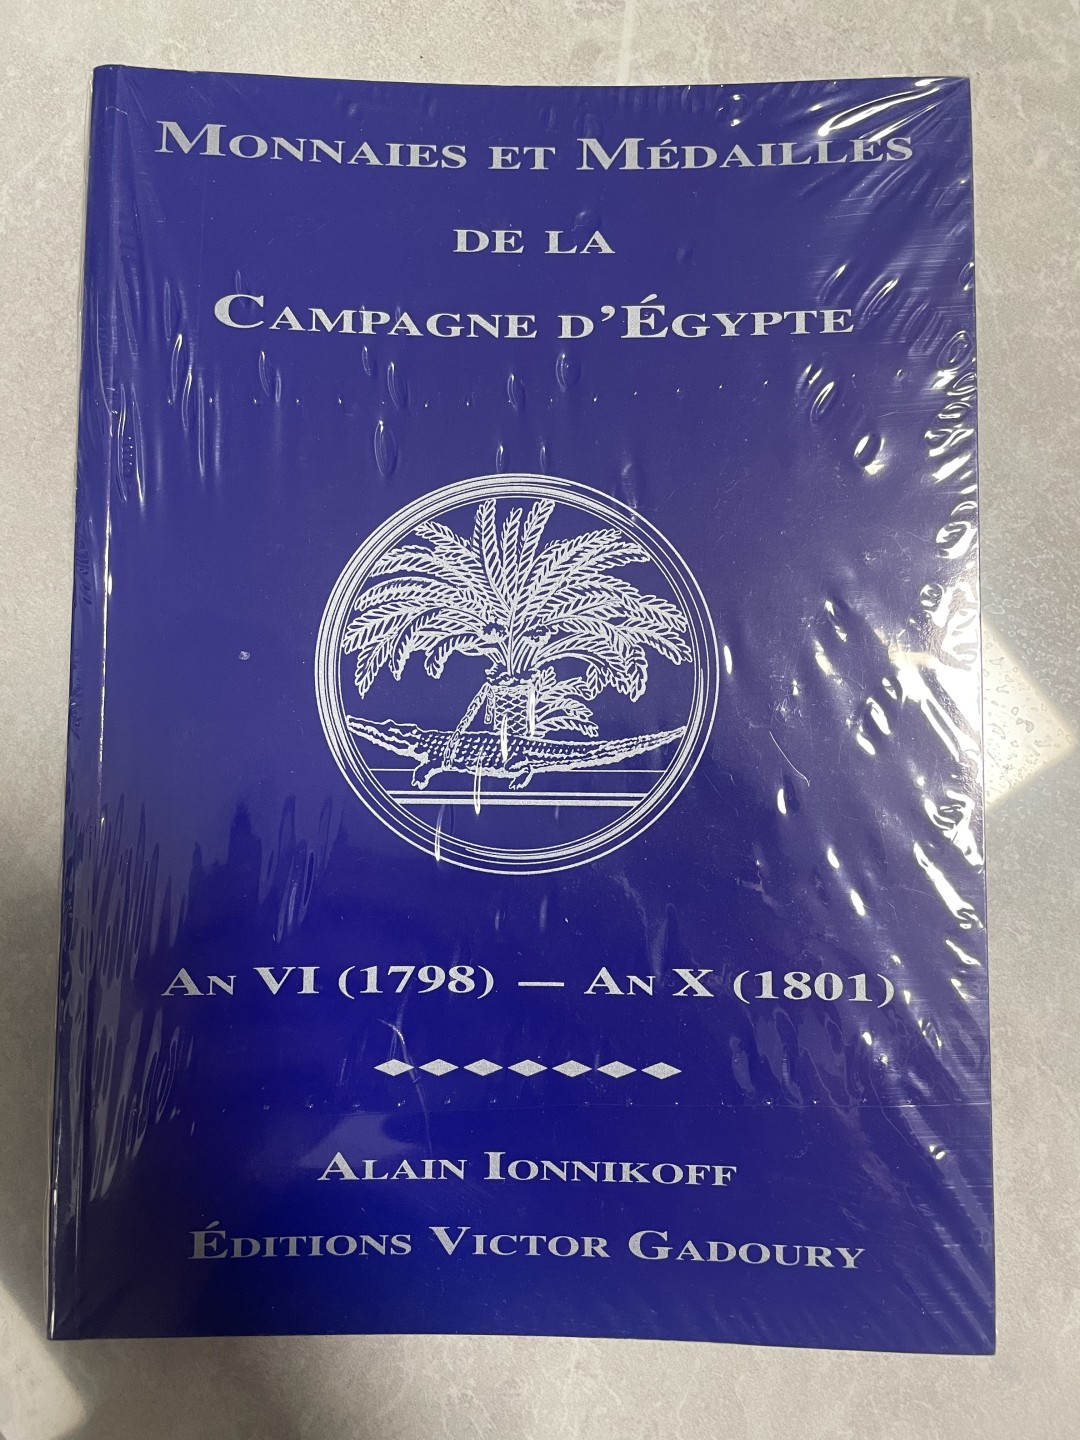 Monnaies et Médailles
de la
Campagne d'Égypte
An VI (1798) — An X (1801)
Alain Ionnikoff
Éditions Victor Gadoury